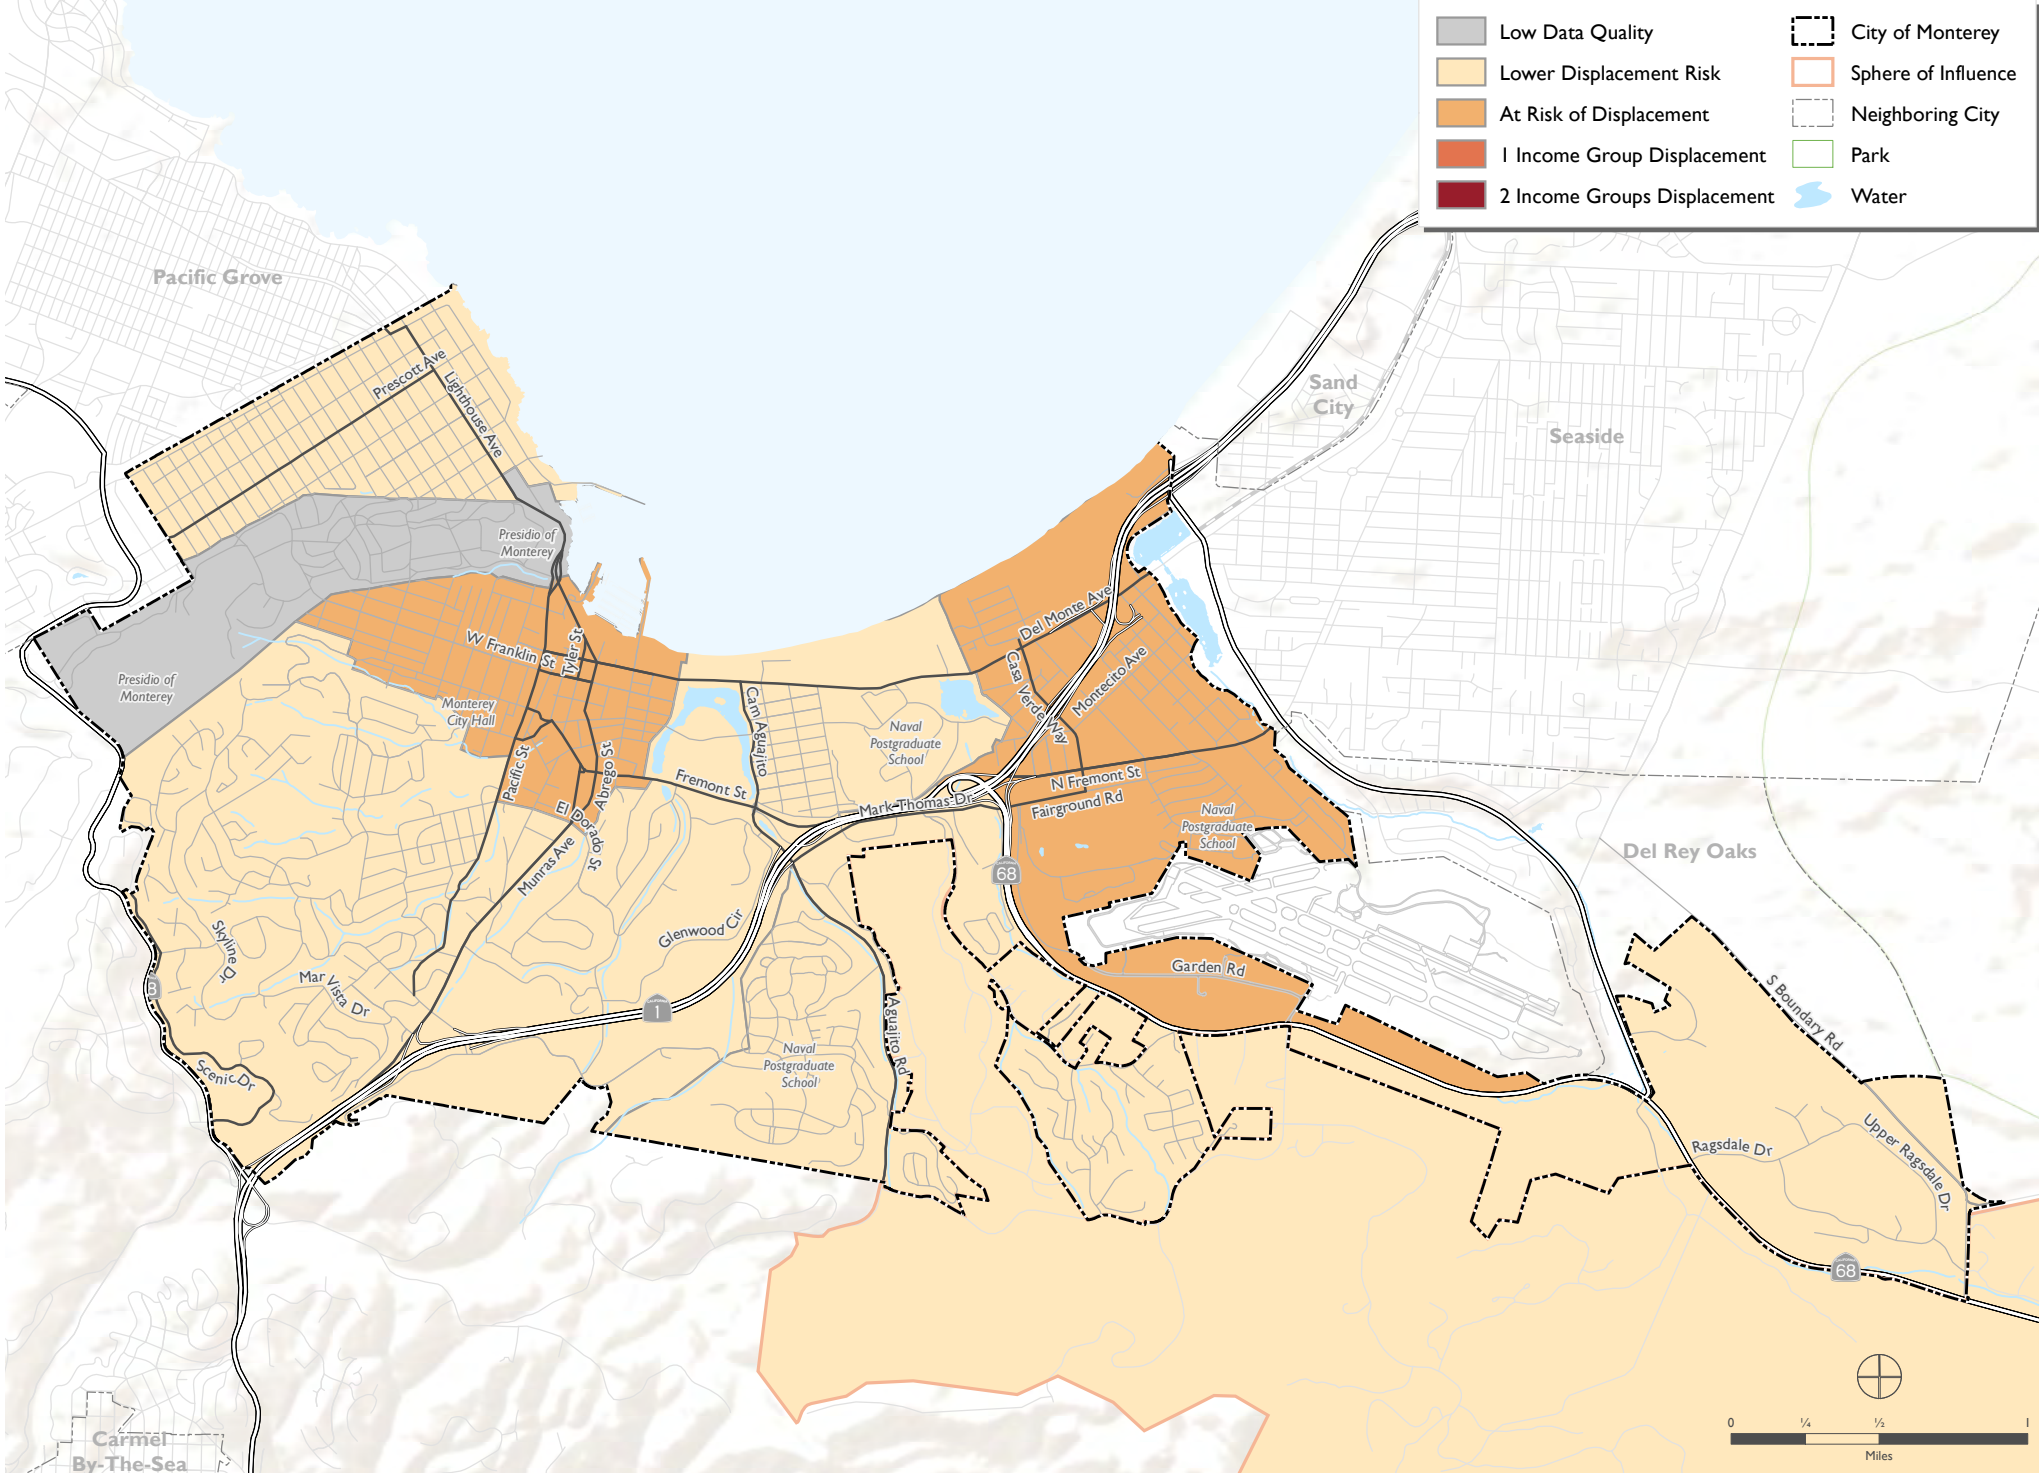 Low Data Quality
Lower Displacement Risk
At Risk of Displacement
1 Income Group Displacement
2 Income Groups Displacement
City of Monterey
Sphere of Influence
Neighboring City
Park
Water
Pacific Grove
Sand
City
Seaside
Prescott Ave
Lighthouse Ave
Presidio of
Monterey
Del Monte Ave
W Franklin St
Tyler St
Casa Verde Way
Montecito Ave
Presidio of
Monterey
Monterey
City Hall
Cami Aguajito
Naval
Postgraduate
School
Pacific St
Abrego St
Fremont St
N Fremont St
Mark Thomas Dr
Fairground Rd
Naval
Postgraduate
School
El Dorado St
Munras Ave
Del Rey Oaks
CALIFORNIA
68
Glenwood Cir
Skyline Dr
Mar Vista Dr
Garden Rd
8
CALIFORNIA
1
Aguajito Rd
S Boundary Rd
Naval
Postgraduate
School
Scenic Dr
Ragsdale Dr
Upper Ragsdale Dr
CALIFORNIA
68
Carmel
By-The-Sea
0 ¼ ½ 1
Miles